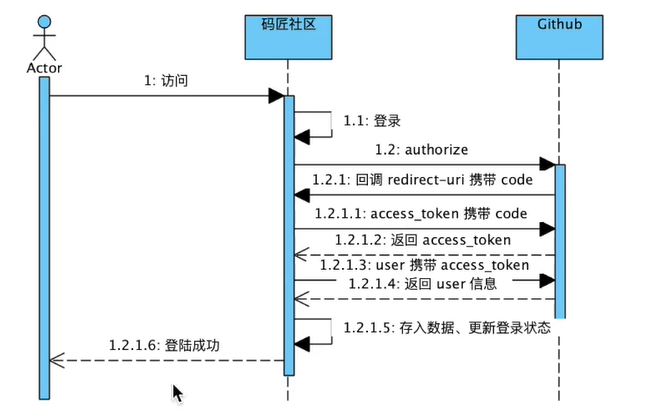 码匠社区
Github
Actor
1: 访问
1.1: 登录
1.2: authorize
1.2.1: 回调 redirect-uri 携带 code
1.2.1.1: access_token 携带 code
1.2.1.2: 返回 access_token
1.2.1.3: user 携带 access_token
1.2.1.4: 返回 user 信息
1.2.1.5: 存入数据、更新登录状态
1.2.1.6: 登陆成功